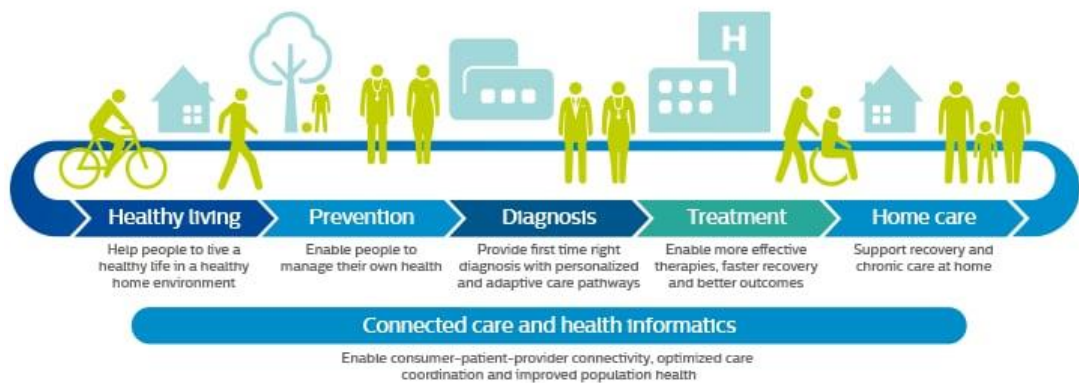 H
Healthy living
Prevention
Diagnosis
Treatment
Home care
Help people to live a
healthy life in a healthy
home environment
Enable people to
manage their own health
Provide first time right
diagnosis with personalized
and adaptive care pathways
Enable more effective
therapies, faster recovery
and better outcomes
Support recovery and
chronic care at home
Connected care and health informatics
Enable consumer-patient-provider connectivity, optimized care
coordination and improved population health